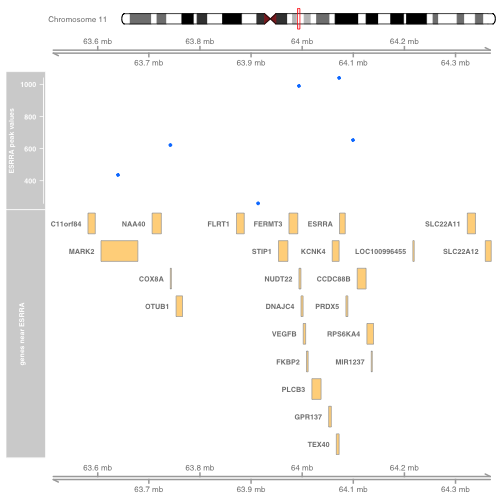 Chromosome 11
63.6 mb 63.8 mb 64 mb 64.2 mb 64.3 mb
63.7 mb 63.9 mb 64.1 mb 64.3 mb
ESRRA peak values
1000
800
600
400
genes near ESRRA
C11orf84 NAA40 FLRT1 FERMT3 ESRRA SLC22A11
MARK2 STIP1 KCNK4 LOC100996455 SLC22A12
COX8A NUDT22 CCDC88B
OTUB1 DNAJC4 PRDX5
VEGFB RPS6KA4
FKBP2 MIR1237
PLCB3
GPR137
TEX40
63.6 mb 63.8 mb 64 mb 64.2 mb
63.7 mb 63.9 mb 64.1 mb 64.3 mb